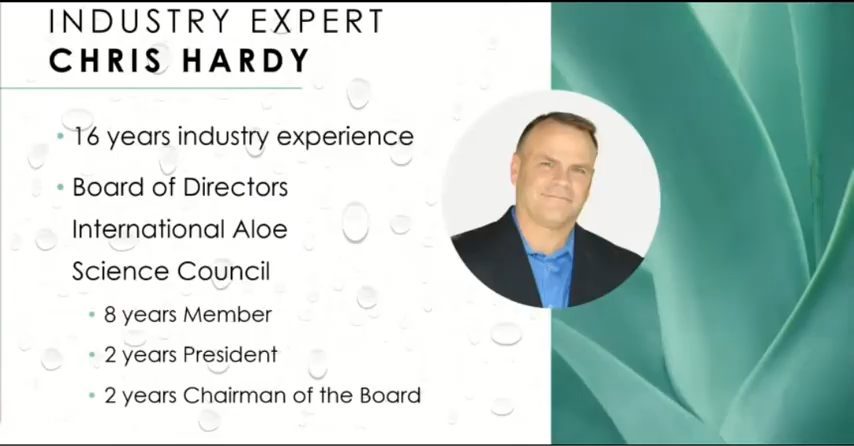 INDUSTRY EXPERT
CHRIS HARDY
• 16 years industry experience
• Board of Directors
International Aloe
Science Council
• 8 years Member
• 2 years President
• 2 years Chairman of the Board